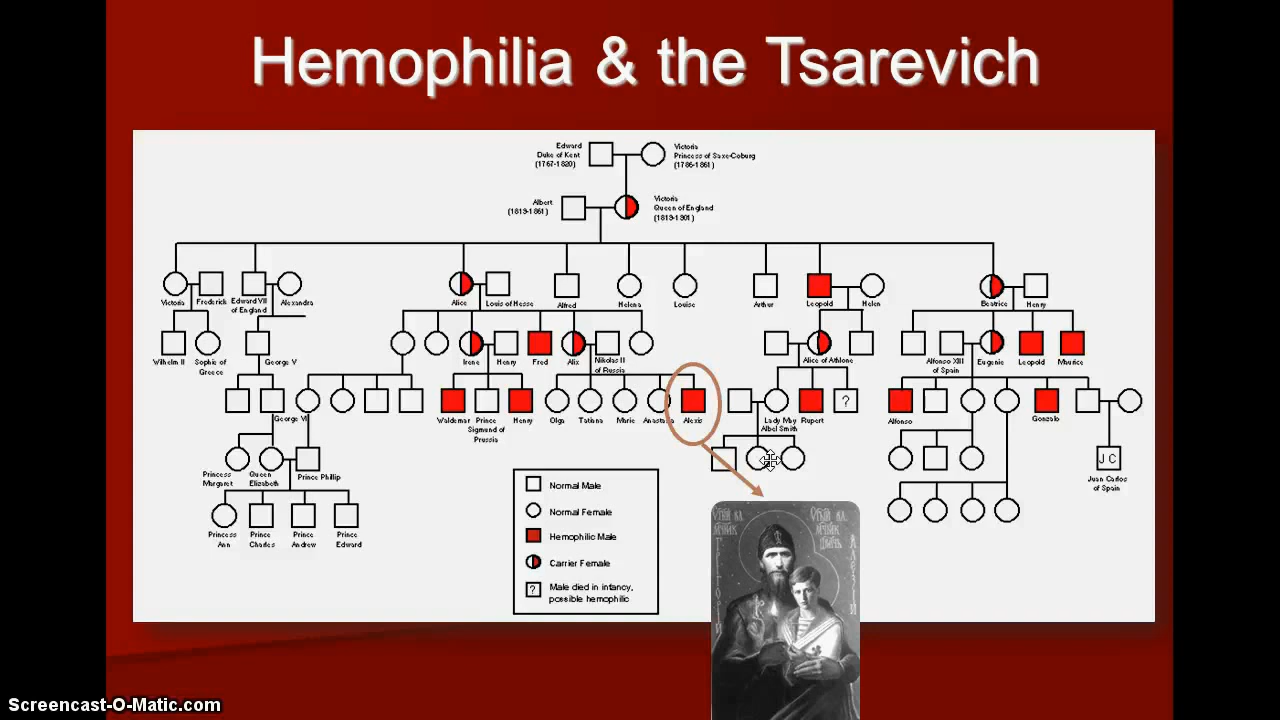 Hemophilia & the Tsarevich
Edward
Duke of Kent
(1767-1820)
Victoria
Princess of Saxe-Coburg
(1786-1861)
Albert
(1819-1861)
Victoria
Queen of England
(1819-1901)
Victoria
Frederick
Edward VII
of England
Alexandra
Alice
Louis of Hesse
Alfred
Helena
Louise
Arthur
Leopold
Helen
Beatrice
Henry
Wilhelm II
Sophie of
Greece
George V
Irene
Henry
Fred
Alix
Nikolas II
of Russia
Alice of Athlone
Alfonso XIII
of Spain
Eugenie
Leopold
Maurice
George VI
Waldemar
Prince
Sigmund of
Prussia
Henry
Olga
Tatiana
Marie
Anastasia
Alexis
Lady May
Abel Smith
Rupert
?
Alfonso
Gonzalo
Princess
Margaret
Queen
Elizabeth
Prince Phillip
J C
Juan Carlos
of Spain
Princess
Ann
Prince
Charles
Prince
Andrew
Prince
Edward
Normal Male
Normal Female
Hemophilic Male
Carrier Female
? Male died in infancy,
possible hemophilic
Screencast-O-Matic.com